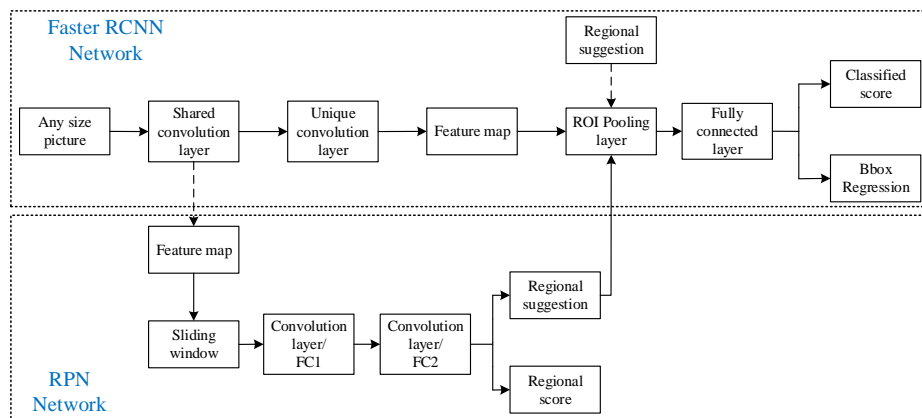 Faster RCNN
Network
Regional
suggestion
Classified
score
Any size
picture
Shared
convolution
layer
Unique
convolution
layer
Feature map
ROI Pooling
layer
Fully
connected
layer
Bbox
Regression
Feature map
Regional
suggestion
Sliding
window
Convolution
layer/
FC1
Convolution
layer/
FC2
Regional
score
RPN
Network